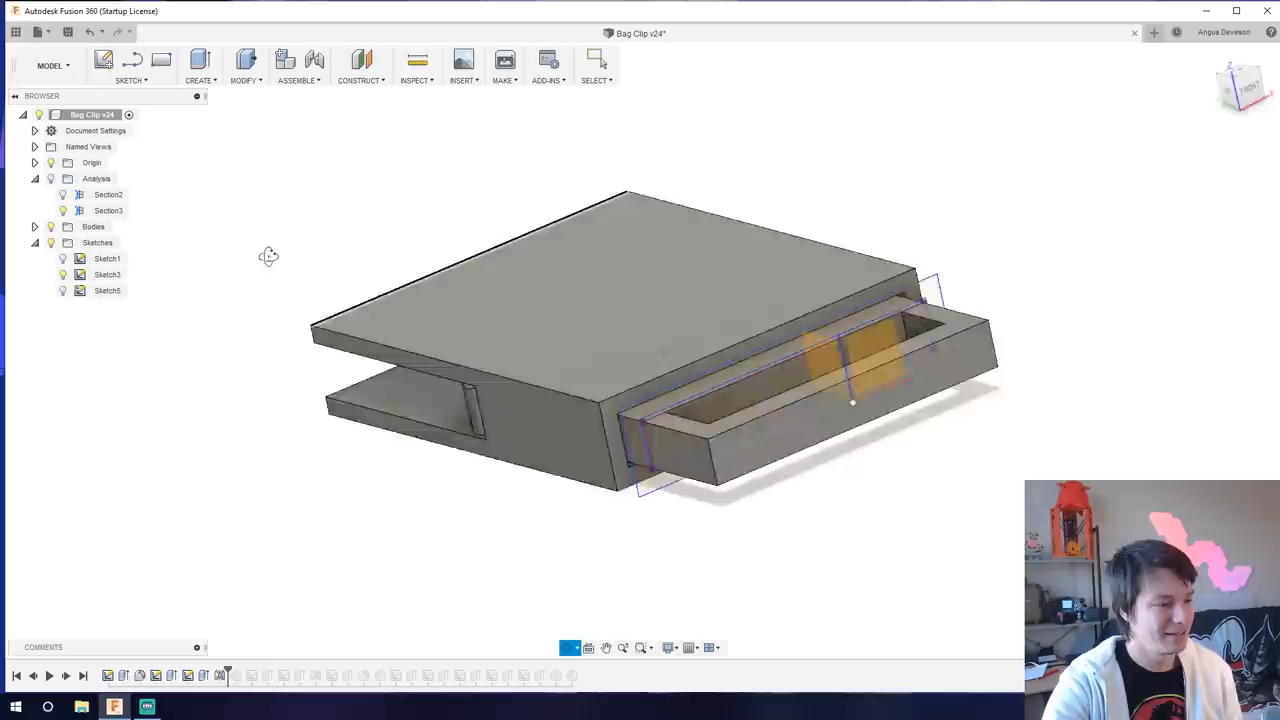 Autodesk Fusion 360 (Startup License)
Bag Clip v24*
Angus Deveson
MODEL
SKETCH
CREATE
MODIFY
ASSEMBLE
CONSTRUCT
INSPECT
INSERT
MAKE
ADD-INS
SELECT
BROWSER
Bag Clip v24
Document Settings
Named Views
Origin
Analysis
Section2
Section3
Bodies
Sketches
Sketch1
Sketch3
Sketch5
Z
FRONT
COMMENTS